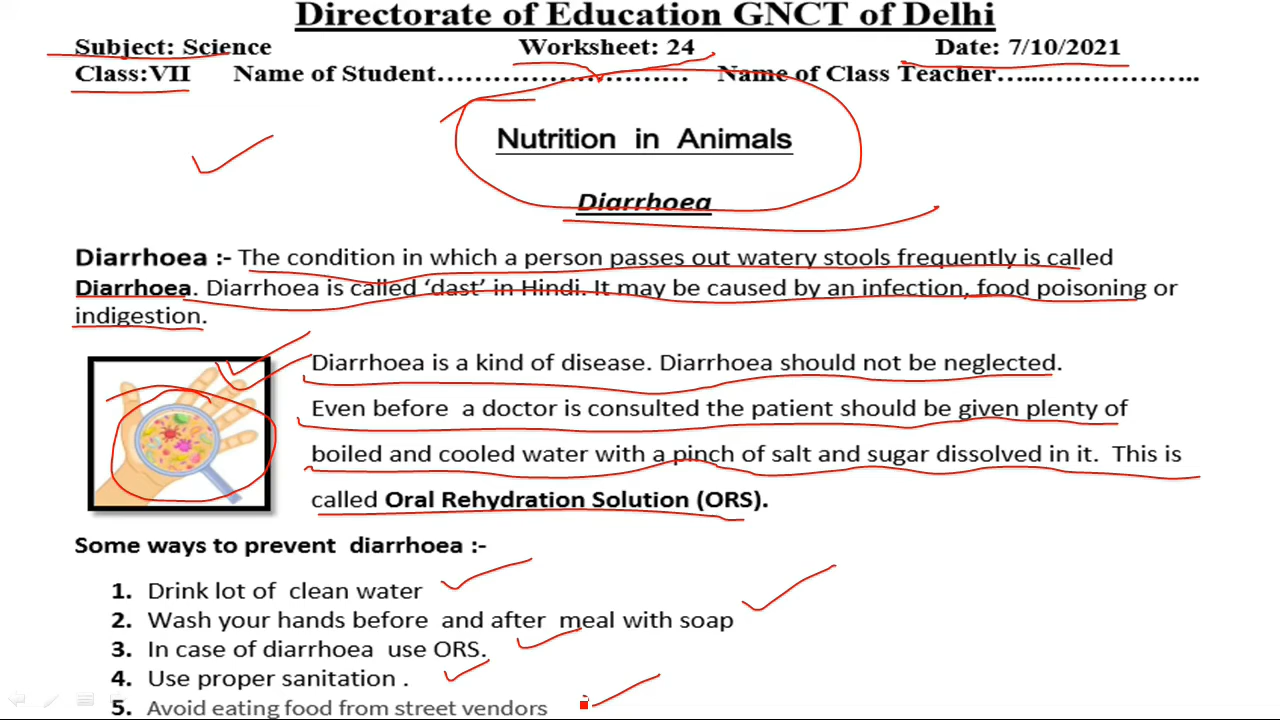 Directorate of Education GNCT of Delhi
Subject: Science Worksheet: 24 Date: 7/10/2021
Class:VII Name of Student........................... Name of Class Teacher.....................
Nutrition in Animals
Diarrhoea
Diarrhoea :- The condition in which a person passes out watery stools frequently is called
Diarrhoea. Diarrhoea is called ‘dast’ in Hindi. It may be caused by an infection, food poisoning or
indigestion.
Diarrhoea is a kind of disease. Diarrhoea should not be neglected.
Even before a doctor is consulted the patient should be given plenty of
boiled and cooled water with a pinch of salt and sugar dissolved in it. This is
called Oral Rehydration Solution (ORS).
Some ways to prevent diarrhoea :-
1. Drink lot of clean water
2. Wash your hands before and after meal with soap
3. In case of diarrhoea use ORS.
4. Use proper sanitation .
5. Avoid eating food from street vendors